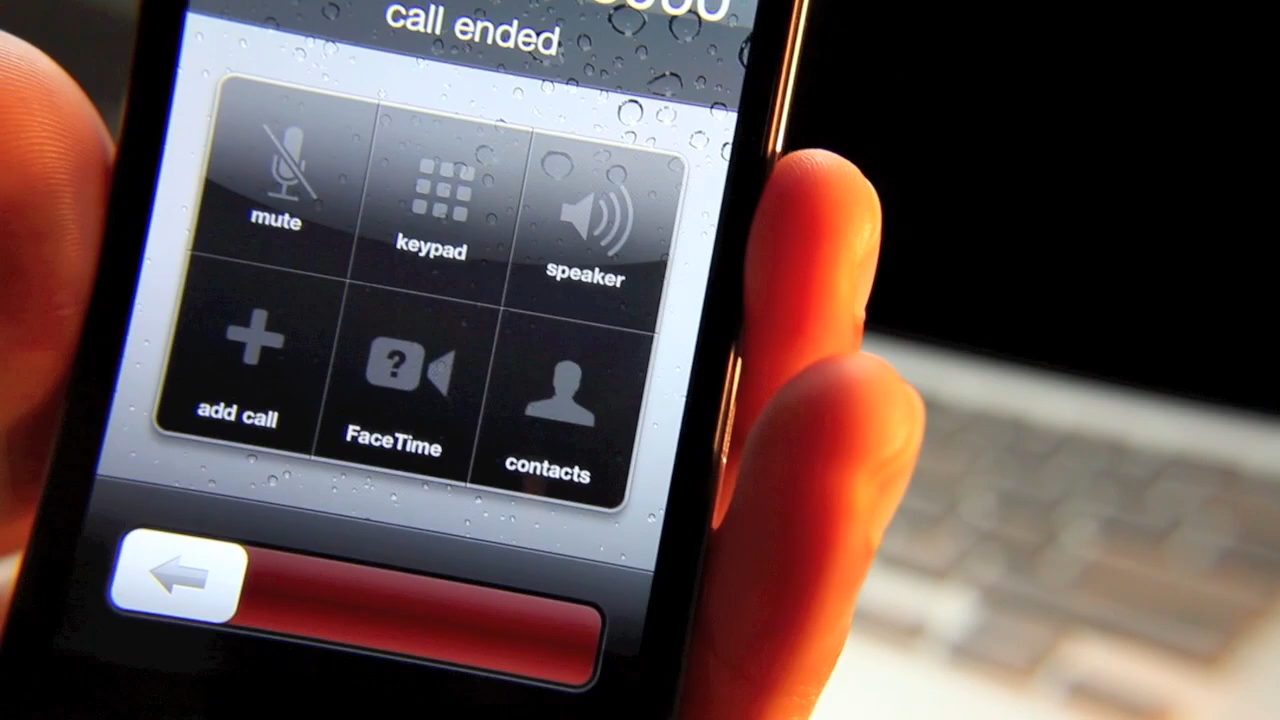 call ended
mute
keypad
speaker
add call
FaceTime
contacts